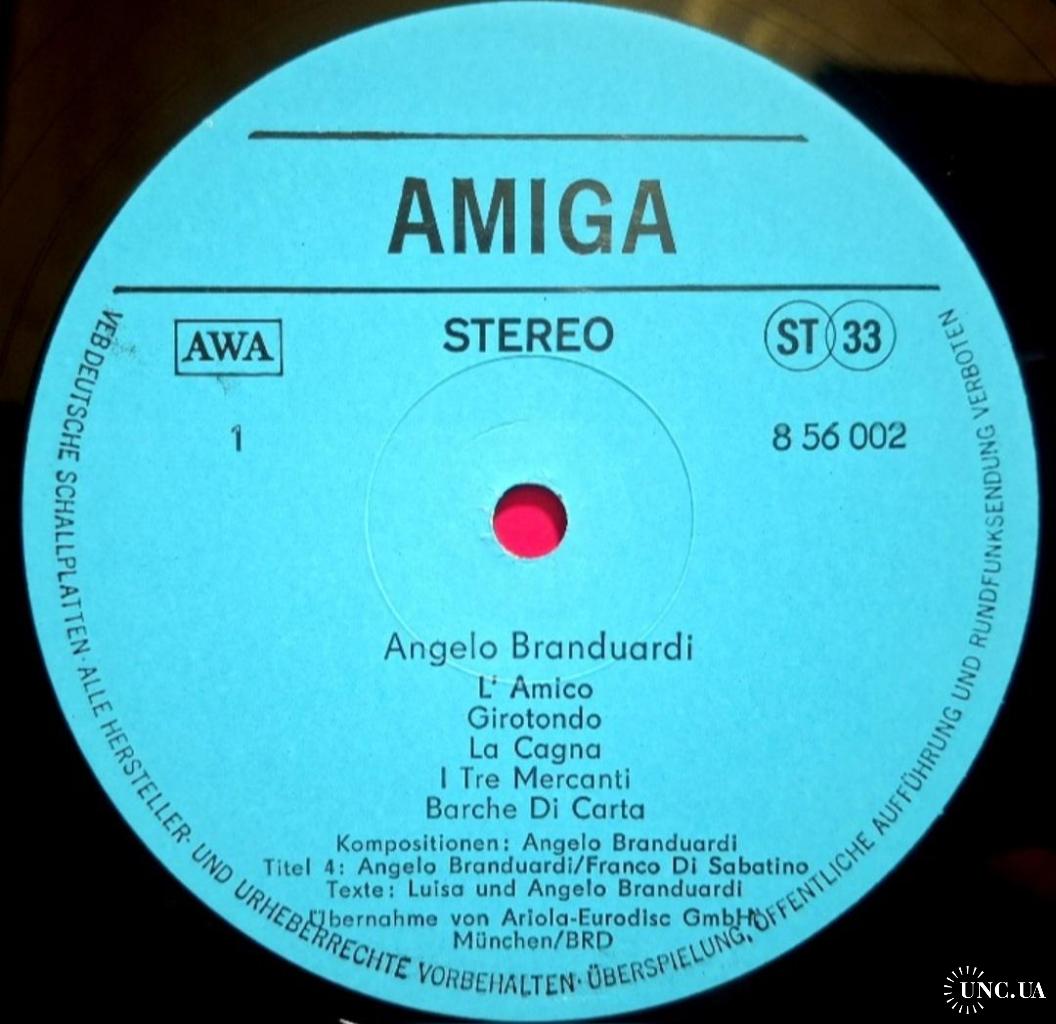 AMIGA
AWA
STEREO
ST 33
1
8 56 002
Angelo Branduardi
L' Amico
Girotondo
La Cagna
I Tre Mercanti
Barche Di Carta
Kompositionen: Angelo Branduardi
Titel 4: Angelo Branduardi/Franco Di Sabatino
Texte: Luisa und Angelo Branduardi
Übernahme von Ariola-Eurodisc GmbH
München/BRD
VEB DEUTSCHE SCHALLPLATTEN · ALLE HERSTELLER- UND URHEBERRECHTE VORBEHALTEN · ÜBERSPIELUNG, ÖFFENTLICHE AUFFÜHRUNG UND RUNDFUNKSENDUNG VERBOTEN
UNC.UA